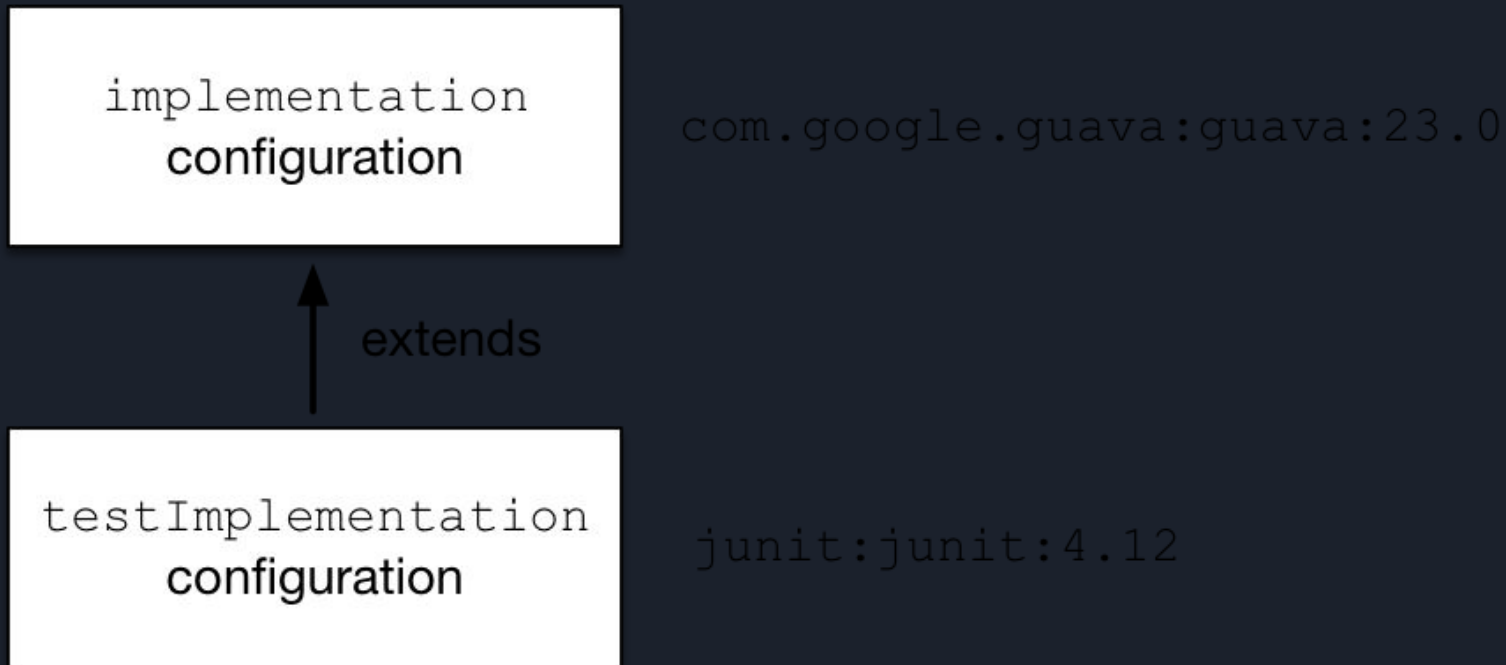 implementation
configuration
com.google.guava:guava:23.0
extends
testImplementation
configuration
junit:junit:4.12